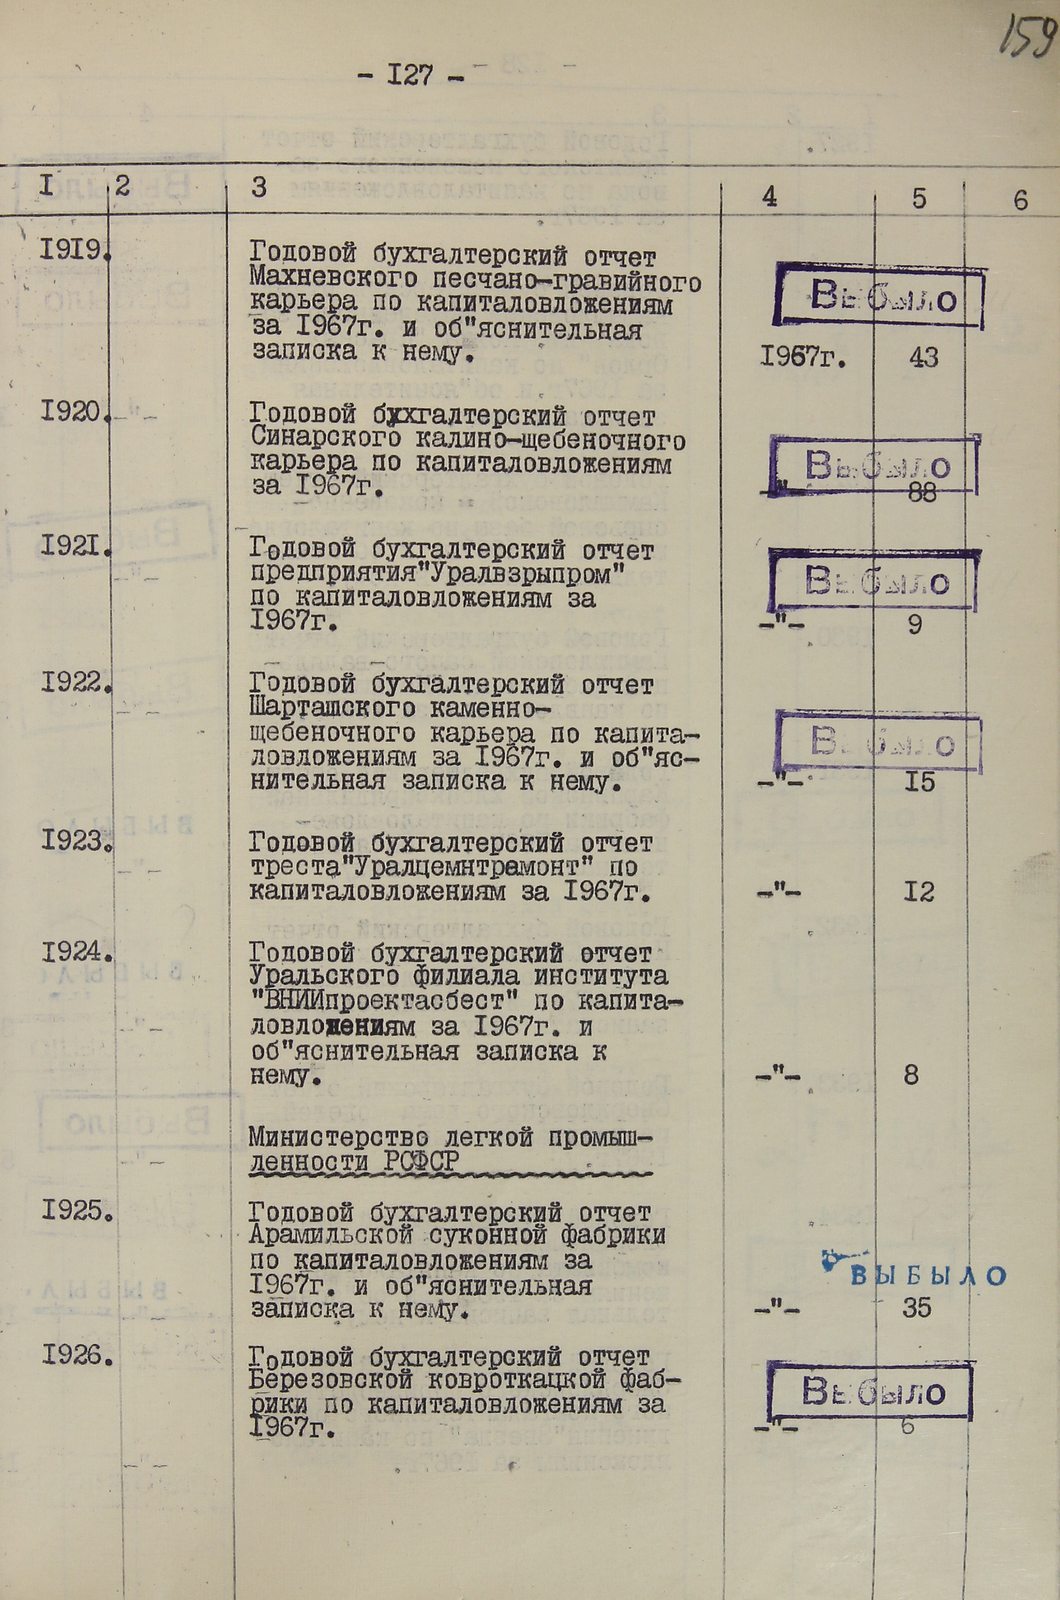 159
- I27 -
I 2 3 4 5 6
I9I9. Годовой бухгалтерский отчет
Махневского песчано-гравийного
карьера по капиталовложениям
Выбыло
за I967г. и об"яснительная
записка к нему. I967г. 43
I920. -"- Годовой бухгалтерский отчет
Синарского калино-щебеночного
карьера по капиталовложениям
Выбыло
за I967г. -"- 88
I92I. Годовой бухгалтерский отчет
-"- предприятия"Уралвзрыпром"
Выбыло
по капиталовложениям за
I967г. -"- 9
I922. Годовой бухгалтерский отчет
-"- Шарташского каменно-
щебеночного карьера по капита-
Выбыло
ловложениям за I967г. и об"яс-
нительная записка к нему. -"- I5
I923. Годовой бухгалтерский отчет
-"- треста"Уралцемнтремонт" по
капиталовложениям за I967г. -"- I2
I924. Годовой бухгалтерский отчет
Уральского филиала института
"ВНИИпроектасбест" по капита-
-"- ловложениям за I967г. и
об"яснительная записка к
нему. -"- 8
Министерство легкой промыш-
-"- ленности РСФСР
I925. Годовой бухгалтерский отчет
Арамильской суконной фабрики
по капиталовложениям за
ВЫБЫЛО
I967г. и об"яснительная
записка к нему. -"- 35
I926. Годовой бухгалтерский отчет
Березовской ковроткацкой фаб-
Выбыло
рики по капиталовложениям за
I967г. -"- 6
-"-